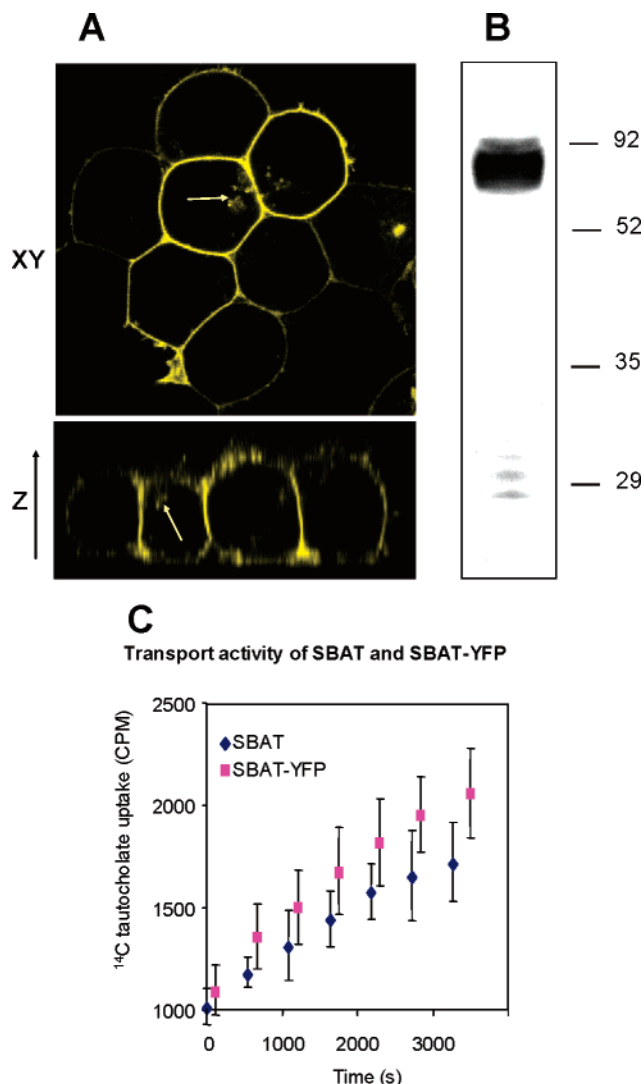 A
B
XY
Z
92
52
35
29
C
Transport activity of SBAT and SBAT-YFP
2500
2000
1500
1000
¹⁴C tautocholate uptake (CPM)
SBAT
SBAT-YFP
0 1000 2000 3000
Time (s)